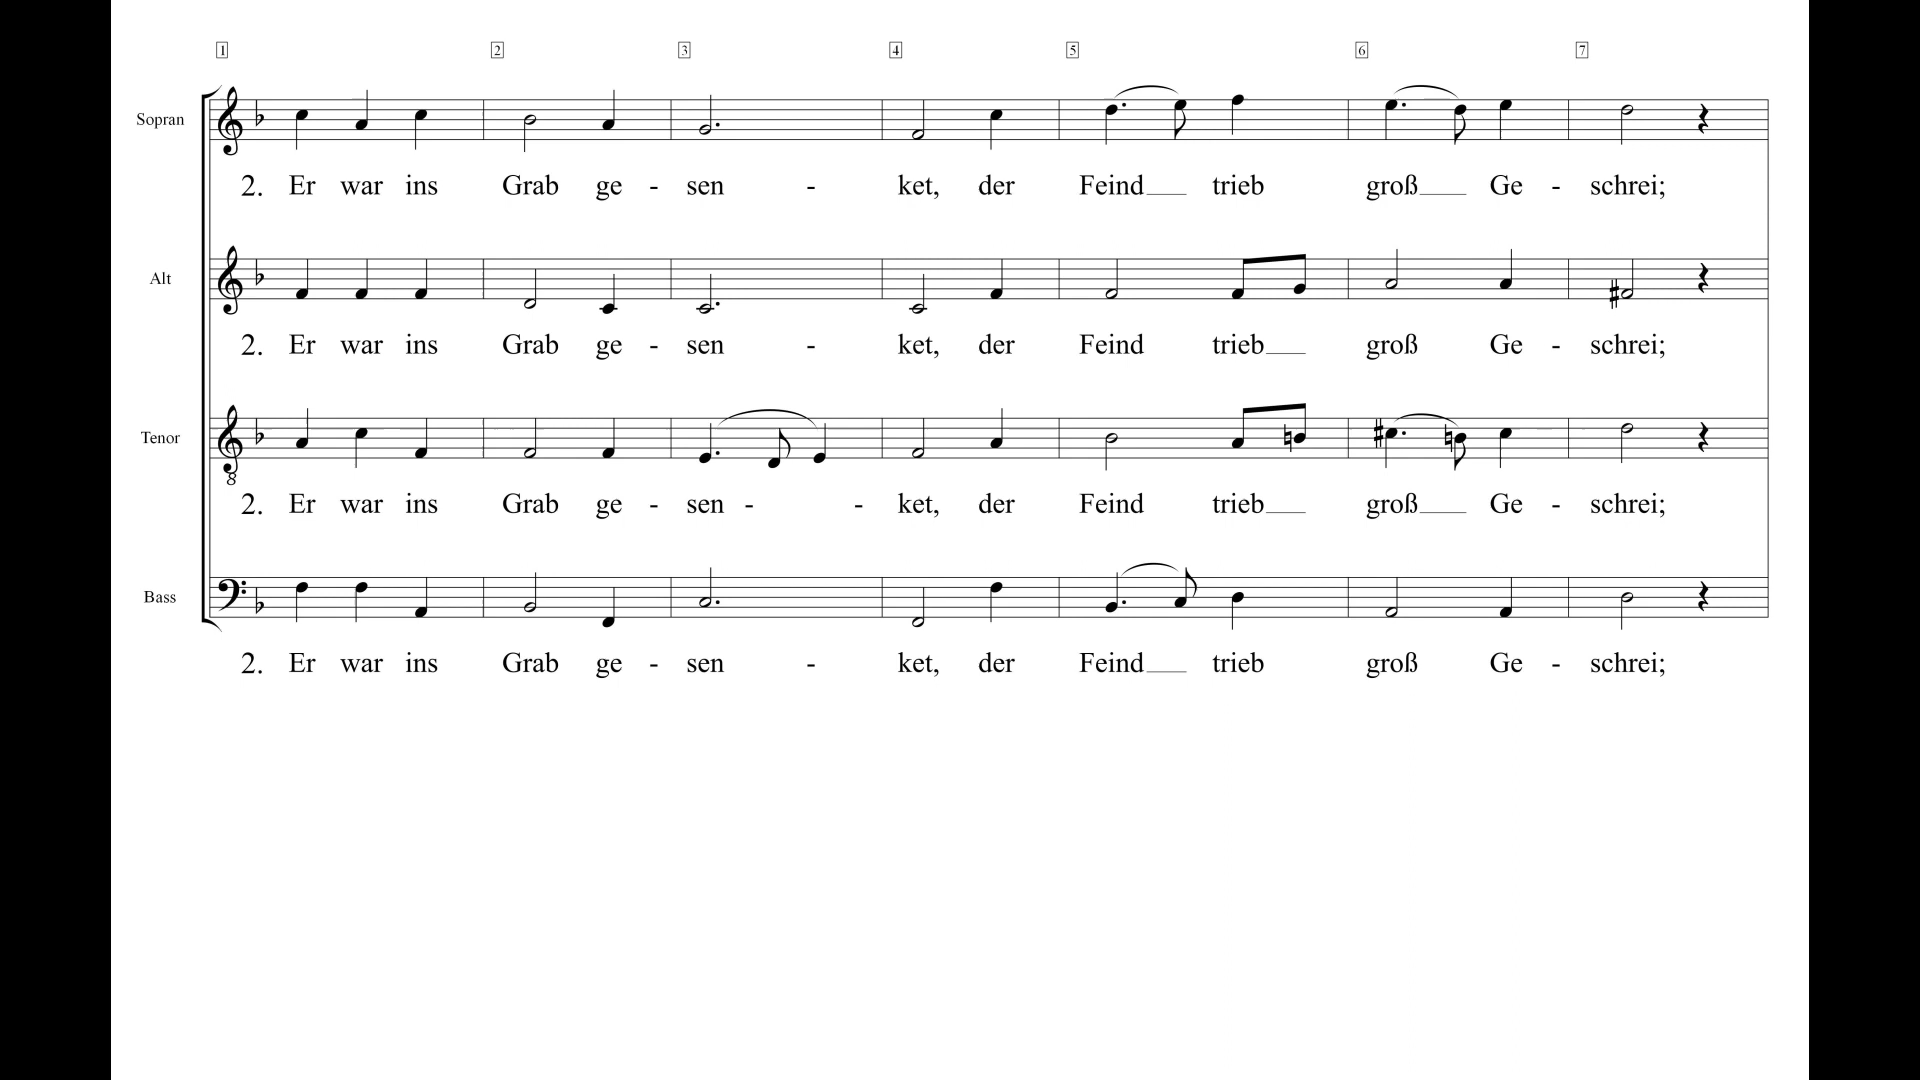 1 2 3 4 5 6 7
Sopran
2. Er war ins Grab ge - sen - ket, der Feind trieb groß Ge - schrei;
Alt
2. Er war ins Grab ge - sen - ket, der Feind trieb groß Ge - schrei;
Tenor
8
2. Er war ins Grab ge - sen - - ket, der Feind trieb groß Ge - schrei;
Bass
2. Er war ins Grab ge - sen - ket, der Feind trieb groß Ge - schrei;